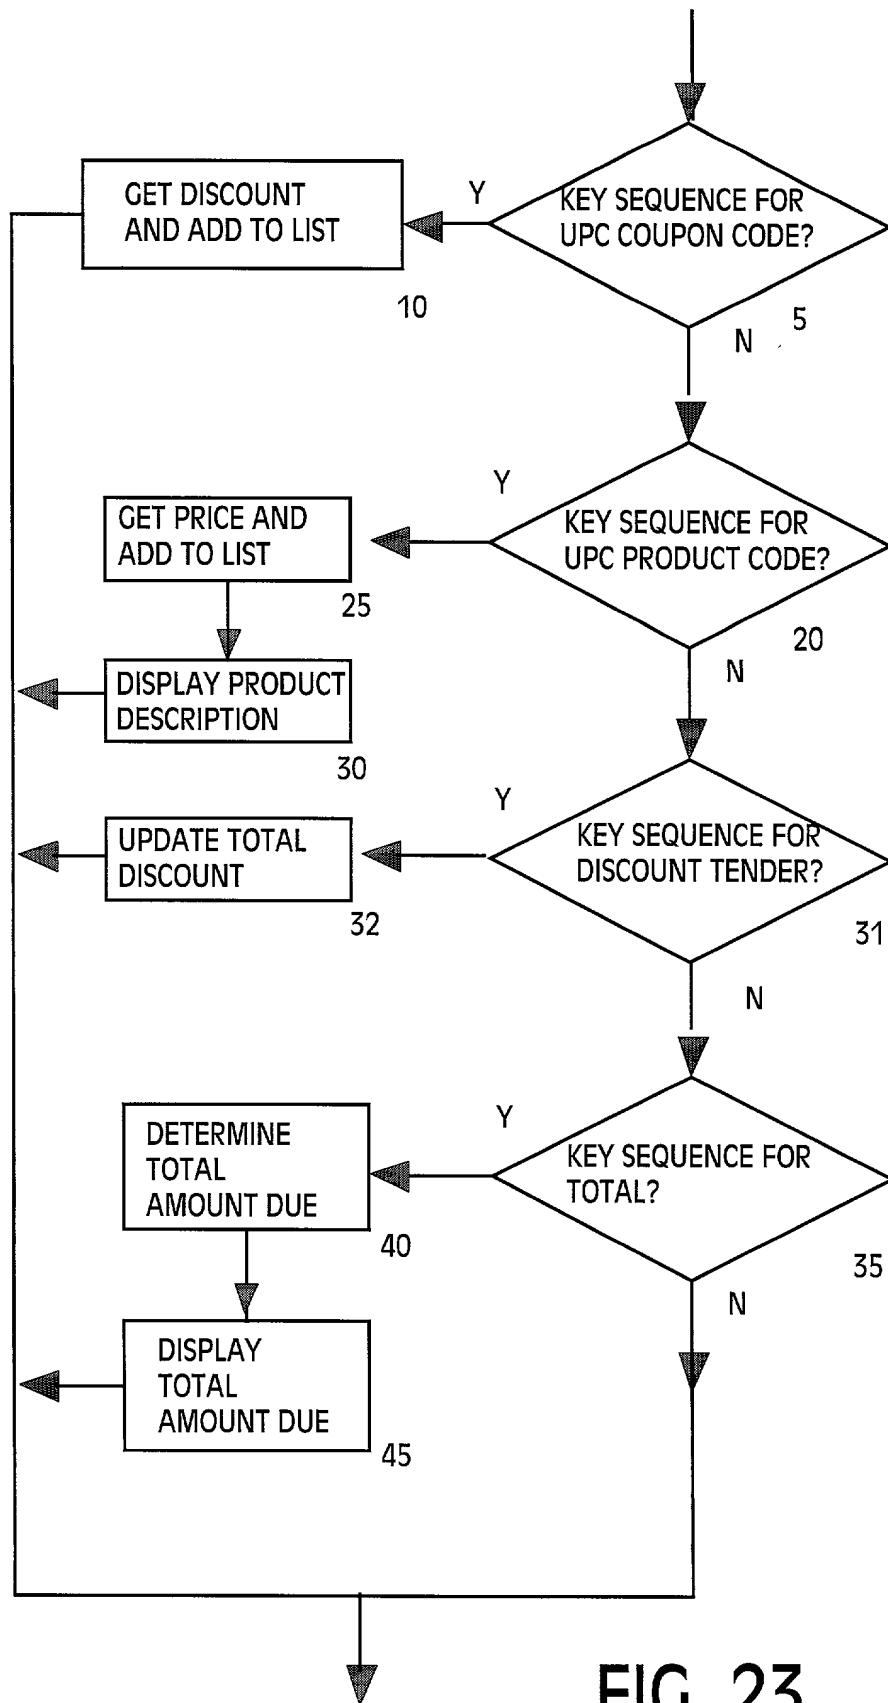 GET DISCOUNT
AND ADD TO LIST
10
Y
KEY SEQUENCE FOR
UPC COUPON CODE?
5
N
Y
KEY SEQUENCE FOR
UPC PRODUCT CODE?
20
N
GET PRICE AND
ADD TO LIST
25
DISPLAY PRODUCT
DESCRIPTION
30
Y
KEY SEQUENCE FOR
DISCOUNT TENDER?
31
N
UPDATE TOTAL
DISCOUNT
32
Y
KEY SEQUENCE FOR
TOTAL?
35
N
DETERMINE
TOTAL
AMOUNT DUE
40
DISPLAY
TOTAL
AMOUNT DUE
45
FIG. 23